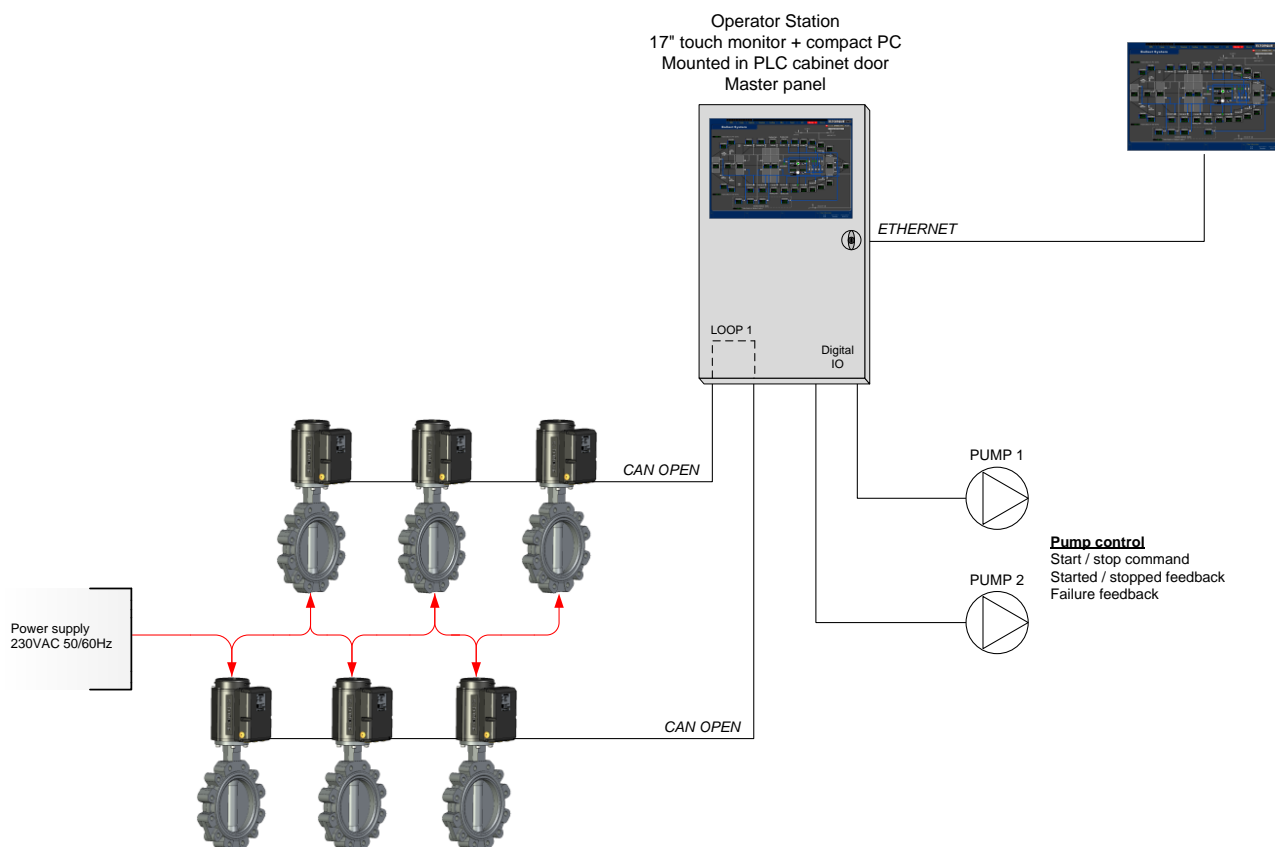 Operator Station
17" touch monitor + compact PC
Mounted in PLC cabinet door
Master panel
Ballast System
ETHERNET
LOOP 1
Digital
IO
CAN OPEN
PUMP 1
Pump control
Start / stop command
Started / stopped feedback
Failure feedback
PUMP 2
Power supply
230VAC 50/60Hz
CAN OPEN